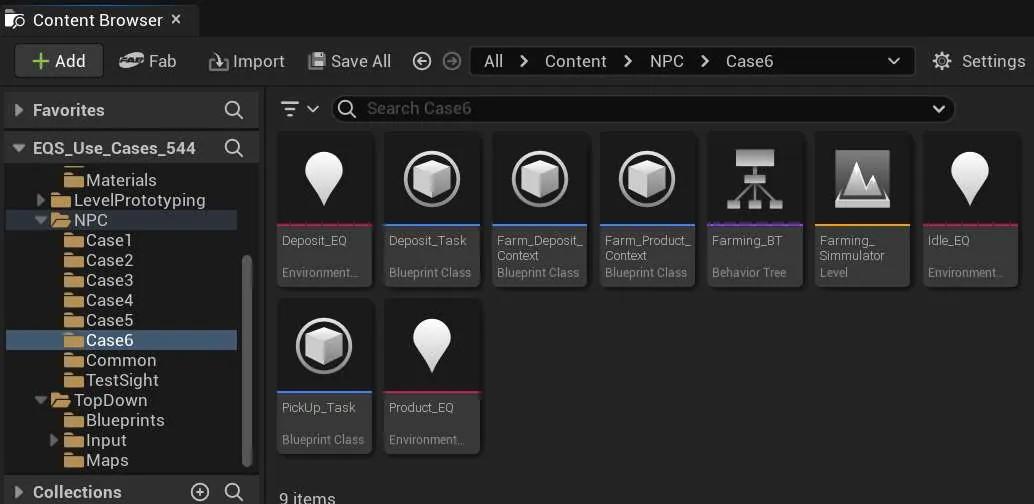 Content Browser ×
+ Add Fab Import Save All All > Content > NPC > Case6 Settings
Favorites
Search Case6
EQS_Use_Cases_544
Materials
LevelPrototyping
NPC
Case1
Case2
Case3
Case4
Case5
Case6
Common
TestSight
TopDown
Blueprints
Input
Maps
Collections
Deposit_EQ
Environment...
Deposit_Task
Blueprint Class
Farm_Deposit_
Context
Blueprint Class
Farm_Product_
Context
Blueprint Class
Farming_BT
Behavior Tree
Farming_
Simmulator
Level
Idle_EQ
Environment...
PickUp_Task
Blueprint Class
Product_EQ
Environment...
9 items